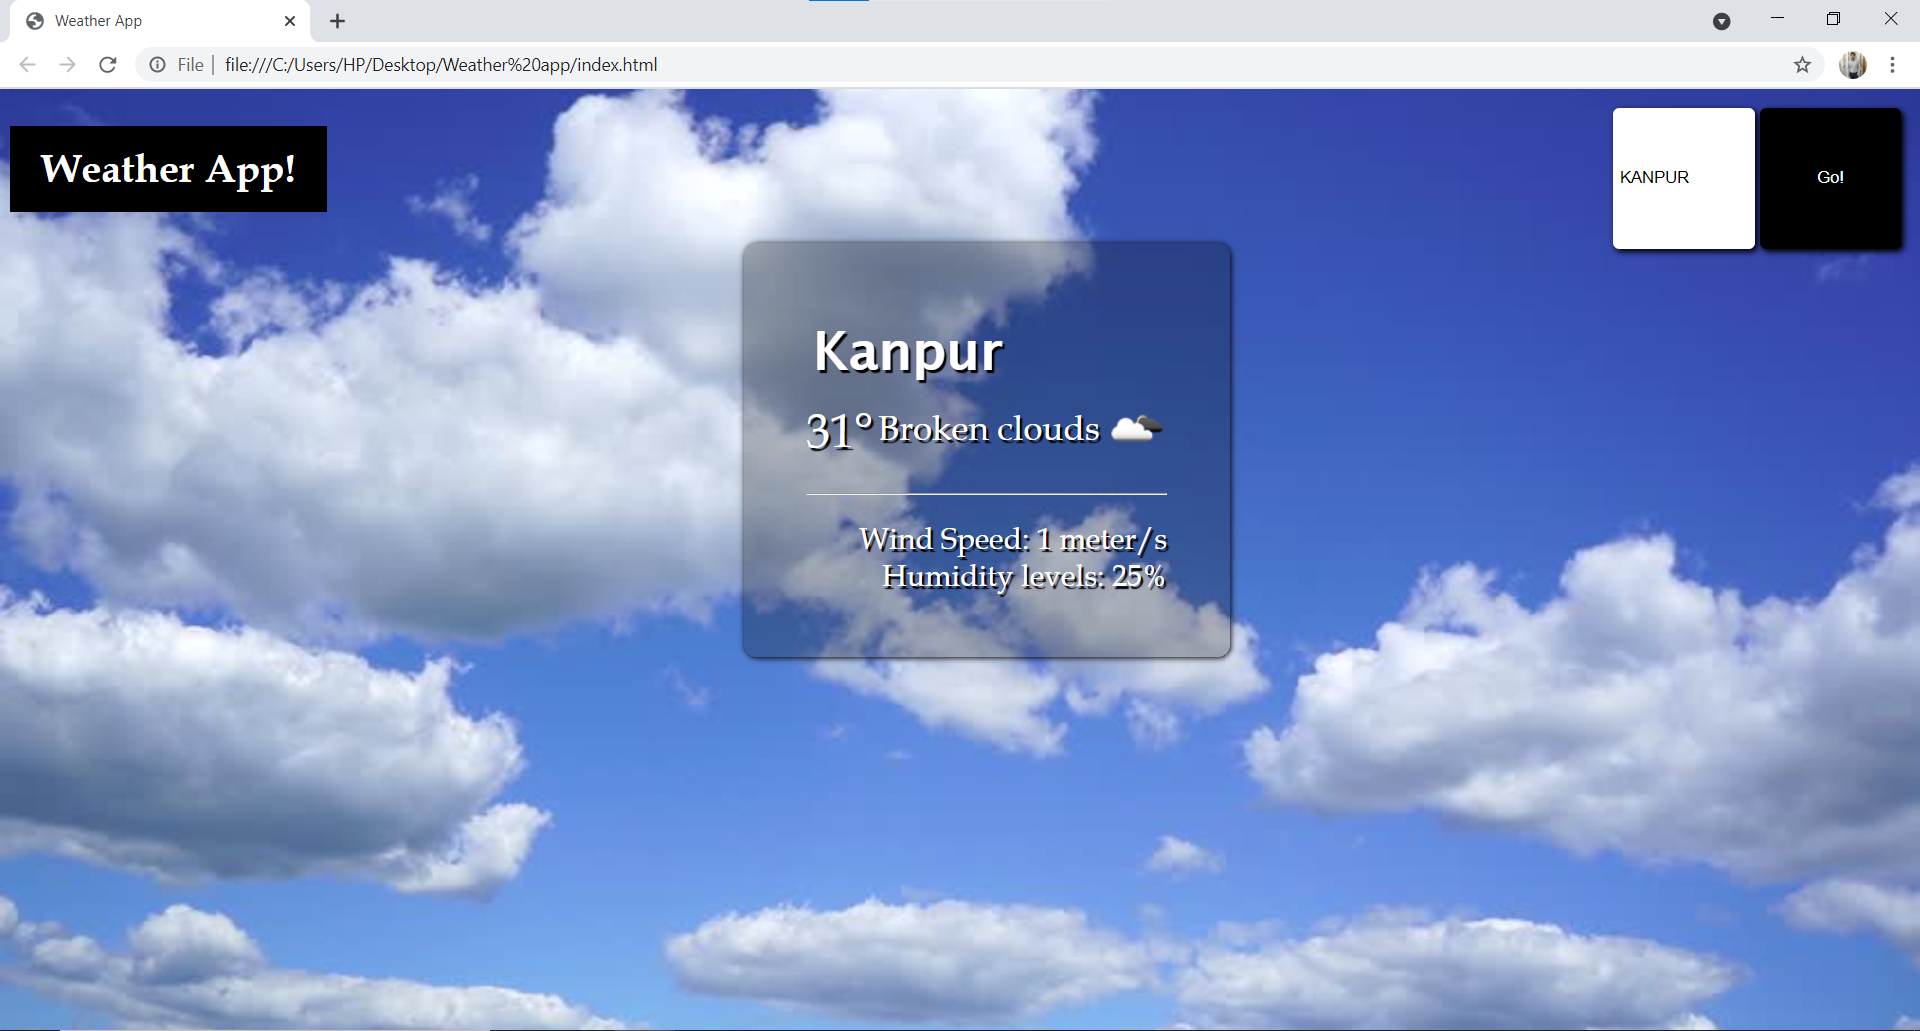 Weather App
File
file:///C:/Users/HP/Desktop/Weather%20app/index.html
Weather App!
KANPUR
Go!
Kanpur
31° Broken clouds
Wind Speed: 1 meter/s
Humidity levels: 25%